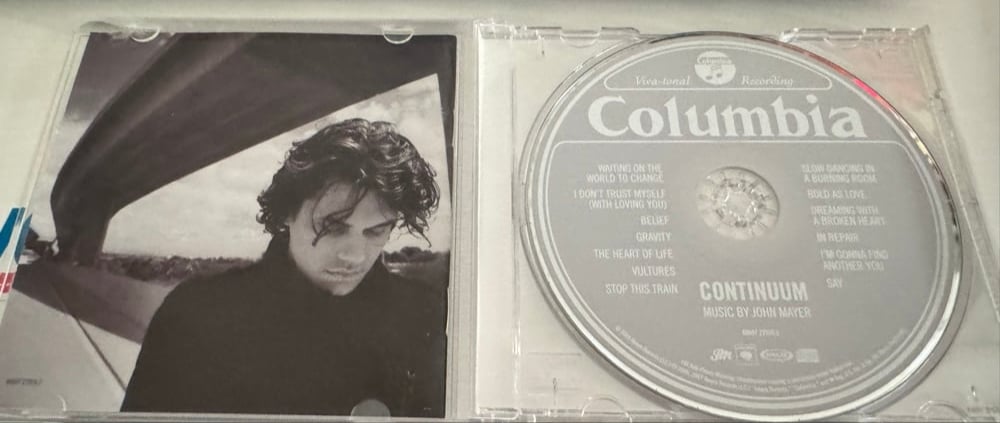 Columbia
Viva-tonal Recording
Columbia
WAITING ON THE
WORLD TO CHANGE
I DON'T TRUST MYSELF
(WITH LOVING YOU)
BELIEF
GRAVITY
THE HEART OF LIFE
VULTURES
STOP THIS TRAIN
SLOW DANCING IN
A BURNING ROOM
BOLD AS LOVE
DREAMING WITH
A BROKEN HEART
IN REPAIR
I'M GONNA FIND
ANOTHER YOU
SAY
CONTINUUM
MUSIC BY JOHN MAYER